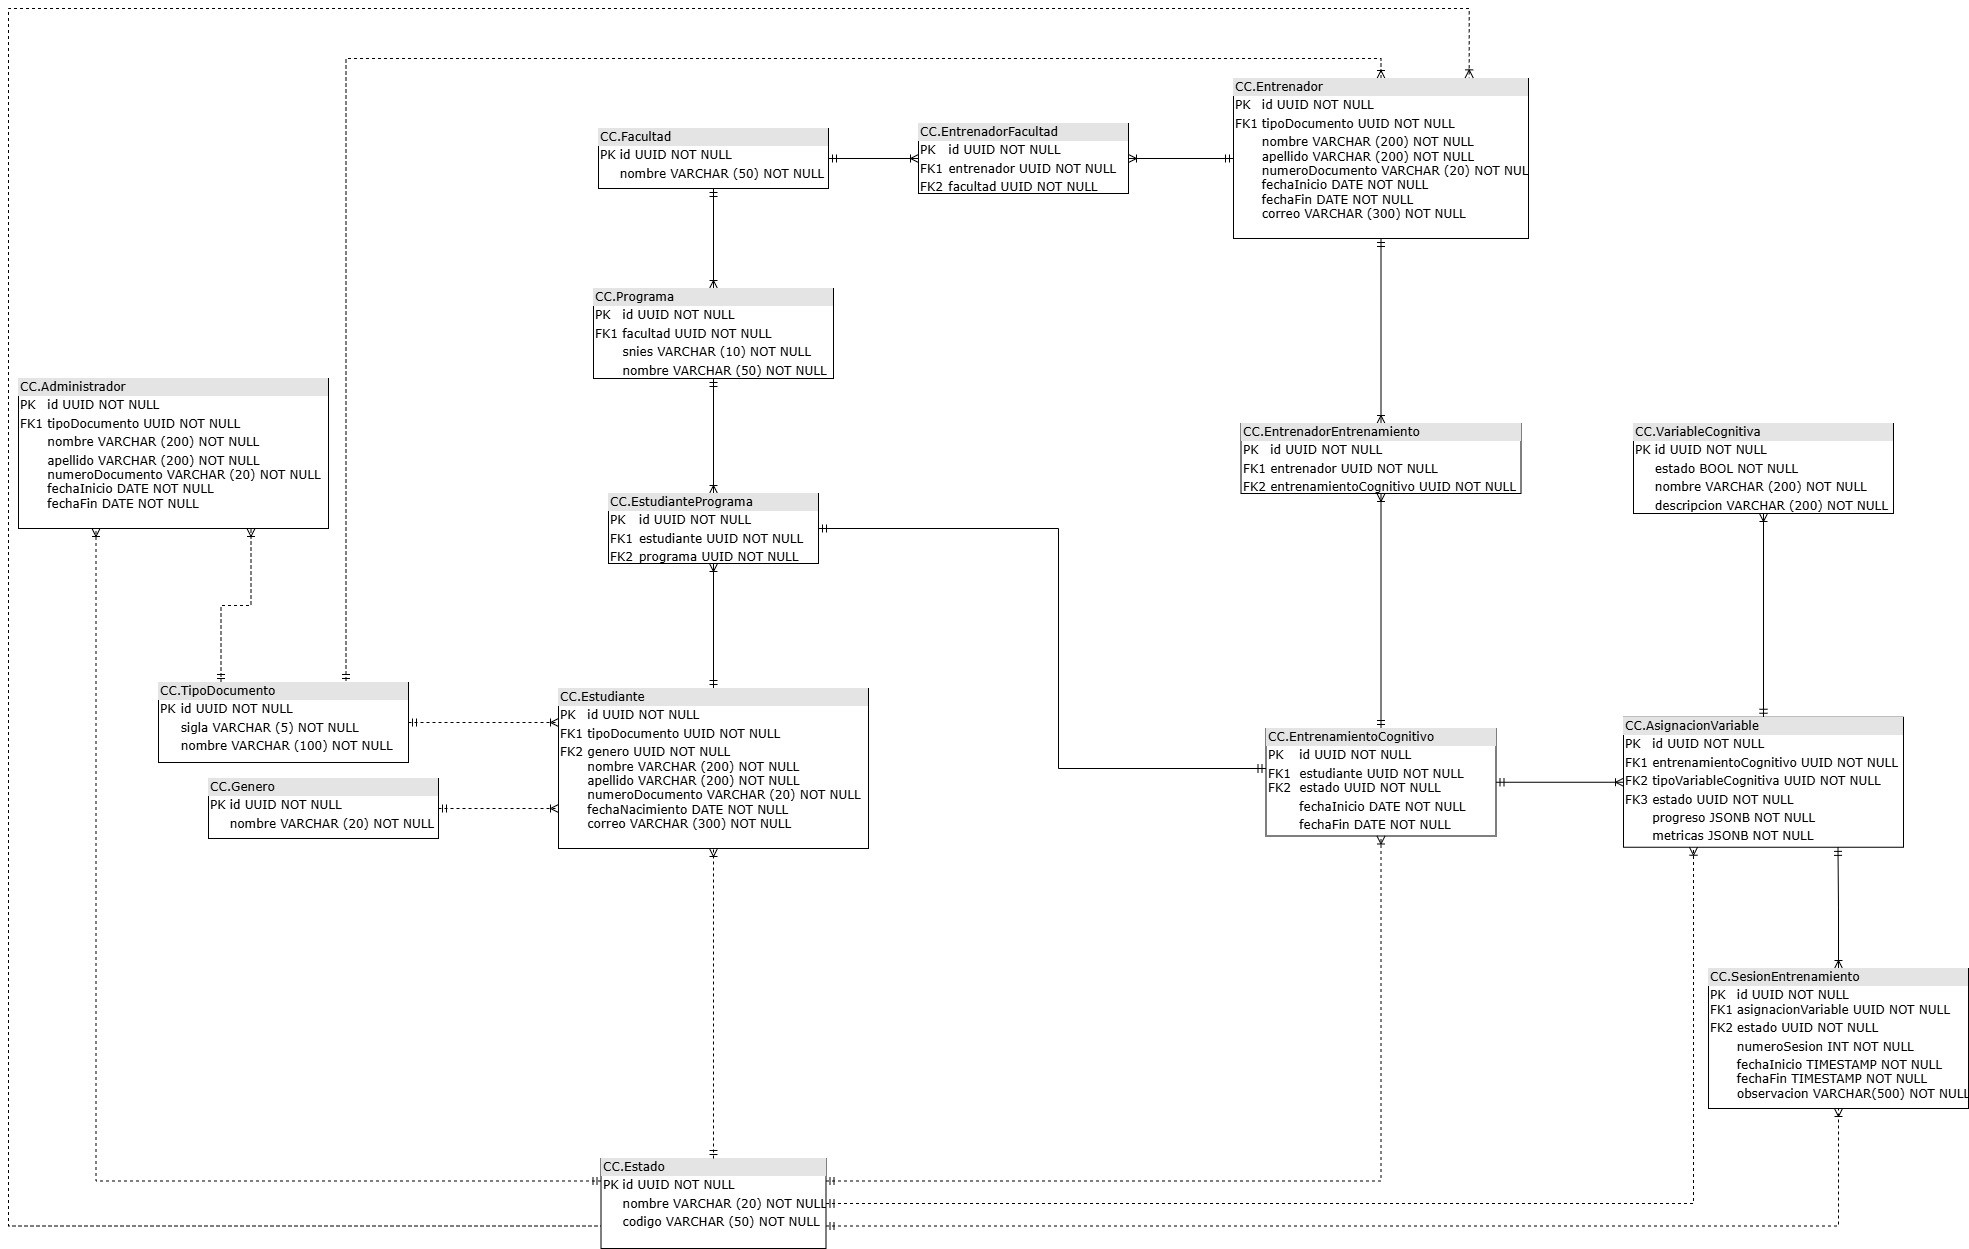 CC.Entrenador
PK id UUID NOT NULL
FK1 tipoDocumento UUID NOT NULL
nombre VARCHAR (200) NOT NULL
apellido VARCHAR (200) NOT NULL
numeroDocumento VARCHAR (20) NOT NUL
fechaInicio DATE NOT NULL
fechaFin DATE NOT NULL
correo VARCHAR (300) NOT NULL
CC.Facultad
PK id UUID NOT NULL
nombre VARCHAR (50) NOT NULL
CC.EntrenadorFacultad
PK id UUID NOT NULL
FK1 entrenador UUID NOT NULL
FK2 facultad UUID NOT NULL
CC.Programa
PK id UUID NOT NULL
FK1 facultad UUID NOT NULL
snies VARCHAR (10) NOT NULL
nombre VARCHAR (50) NOT NULL
CC.Administrador
PK id UUID NOT NULL
FK1 tipoDocumento UUID NOT NULL
nombre VARCHAR (200) NOT NULL
apellido VARCHAR (200) NOT NULL
numeroDocumento VARCHAR (20) NOT NULL
fechaInicio DATE NOT NULL
fechaFin DATE NOT NULL
CC.EntrenadorEntrenamiento
PK id UUID NOT NULL
FK1 entrenador UUID NOT NULL
FK2 entrenamientoCognitivo UUID NOT NULL
CC.VariableCognitiva
PK id UUID NOT NULL
estado BOOL NOT NULL
nombre VARCHAR (200) NOT NULL
descripcion VARCHAR (200) NOT NULL
CC.EstudiantePrograma
PK id UUID NOT NULL
FK1 estudiante UUID NOT NULL
FK2 programa UUID NOT NULL
CC.TipoDocumento
PK id UUID NOT NULL
sigla VARCHAR (5) NOT NULL
nombre VARCHAR (100) NOT NULL
CC.Genero
PK id UUID NOT NULL
nombre VARCHAR (20) NOT NULL
CC.Estudiante
PK id UUID NOT NULL
FK1 tipoDocumento UUID NOT NULL
FK2 genero UUID NOT NULL
nombre VARCHAR (200) NOT NULL
apellido VARCHAR (200) NOT NULL
numeroDocumento VARCHAR (20) NOT NULL
fechaNacimiento DATE NOT NULL
correo VARCHAR (300) NOT NULL
CC.EntrenamientoCognitivo
PK id UUID NOT NULL
FK1 estudiante UUID NOT NULL
FK2 estado UUID NOT NULL
fechaInicio DATE NOT NULL
fechaFin DATE NOT NULL
CC.AsignacionVariable
PK id UUID NOT NULL
FK1 entrenamientoCognitivo UUID NOT NULL
FK2 tipoVariableCognitiva UUID NOT NULL
FK3 estado UUID NOT NULL
progreso JSONB NOT NULL
metricas JSONB NOT NULL
CC.SesionEntrenamiento
PK id UUID NOT NULL
FK1 asignacionVariable UUID NOT NULL
FK2 estado UUID NOT NULL
numeroSesion INT NOT NULL
fechaInicio TIMESTAMP NOT NULL
fechaFin TIMESTAMP NOT NULL
observacion VARCHAR(500) NOT NULL
CC.Estado
PK id UUID NOT NULL
nombre VARCHAR (20) NOT NULL
codigo VARCHAR (50) NOT NULL